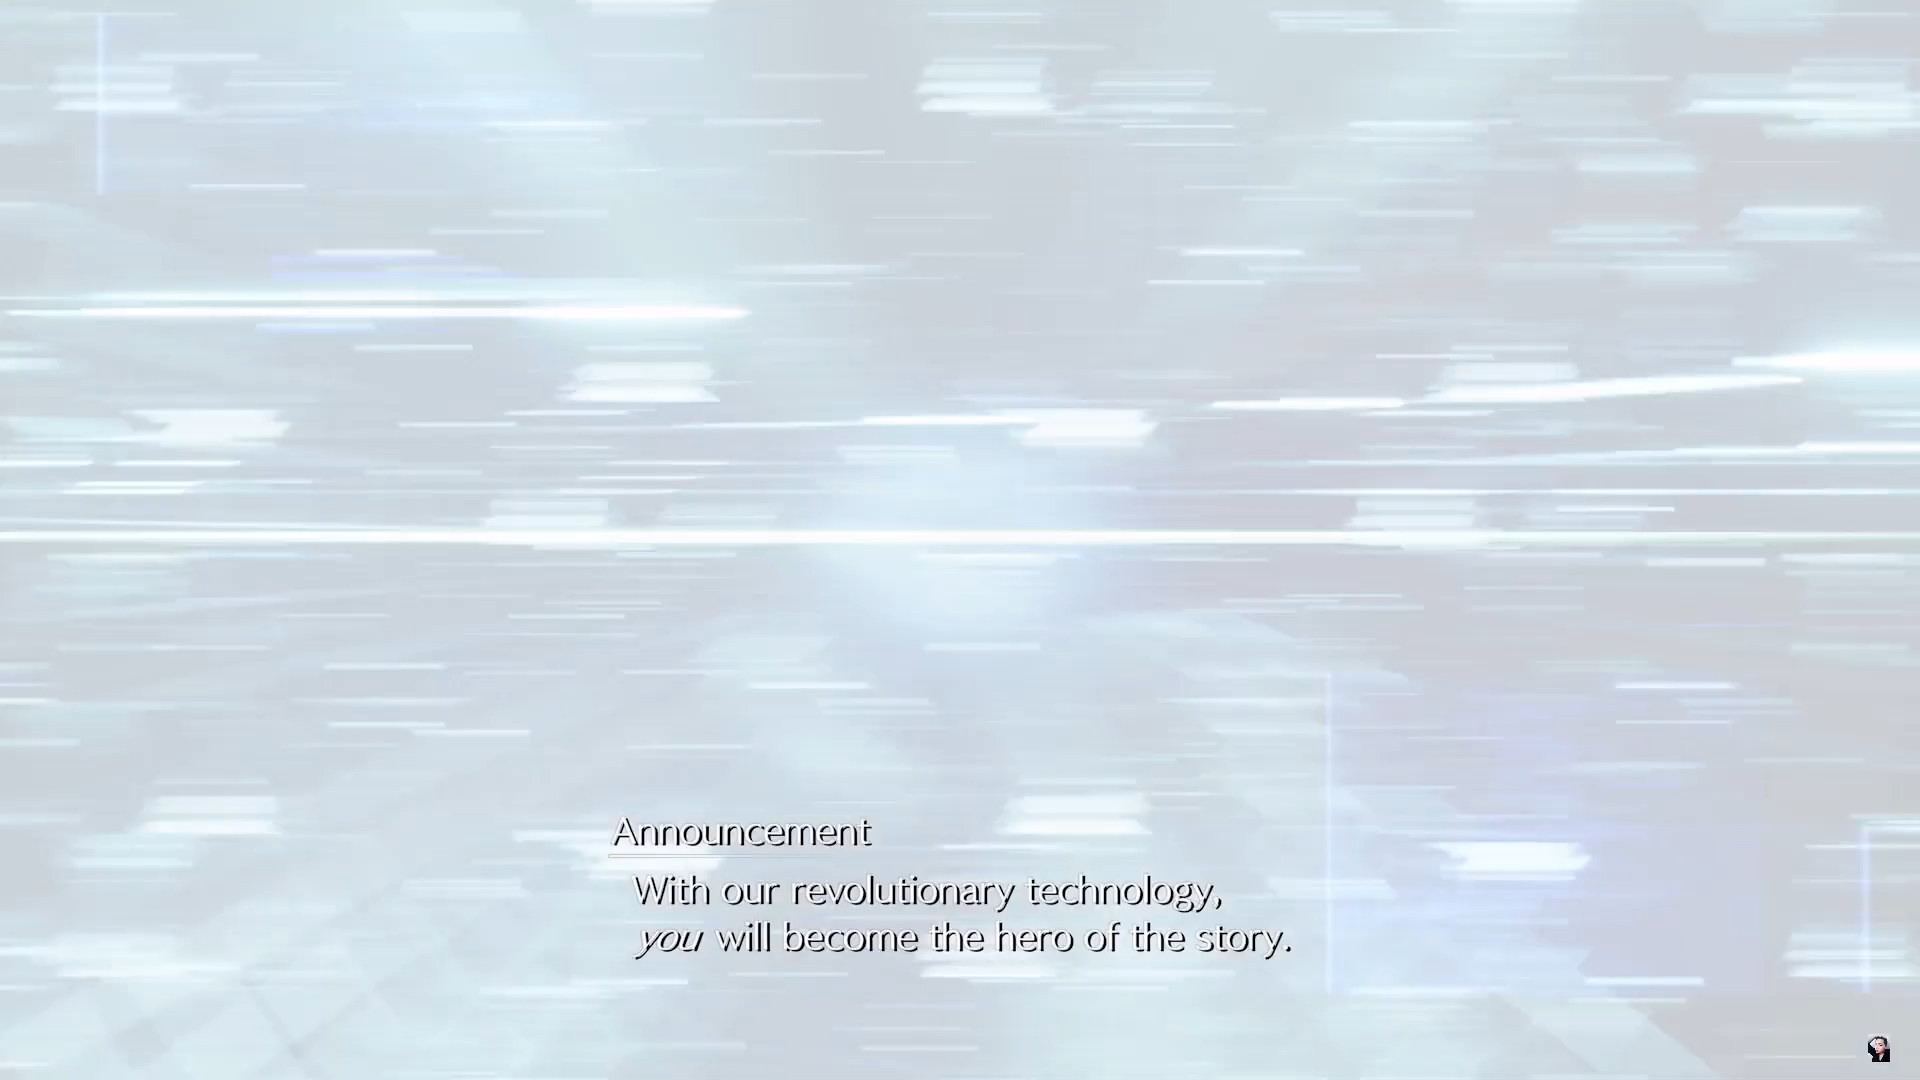 Announcement
With our revolutionary technology,
you will become the hero of the story.